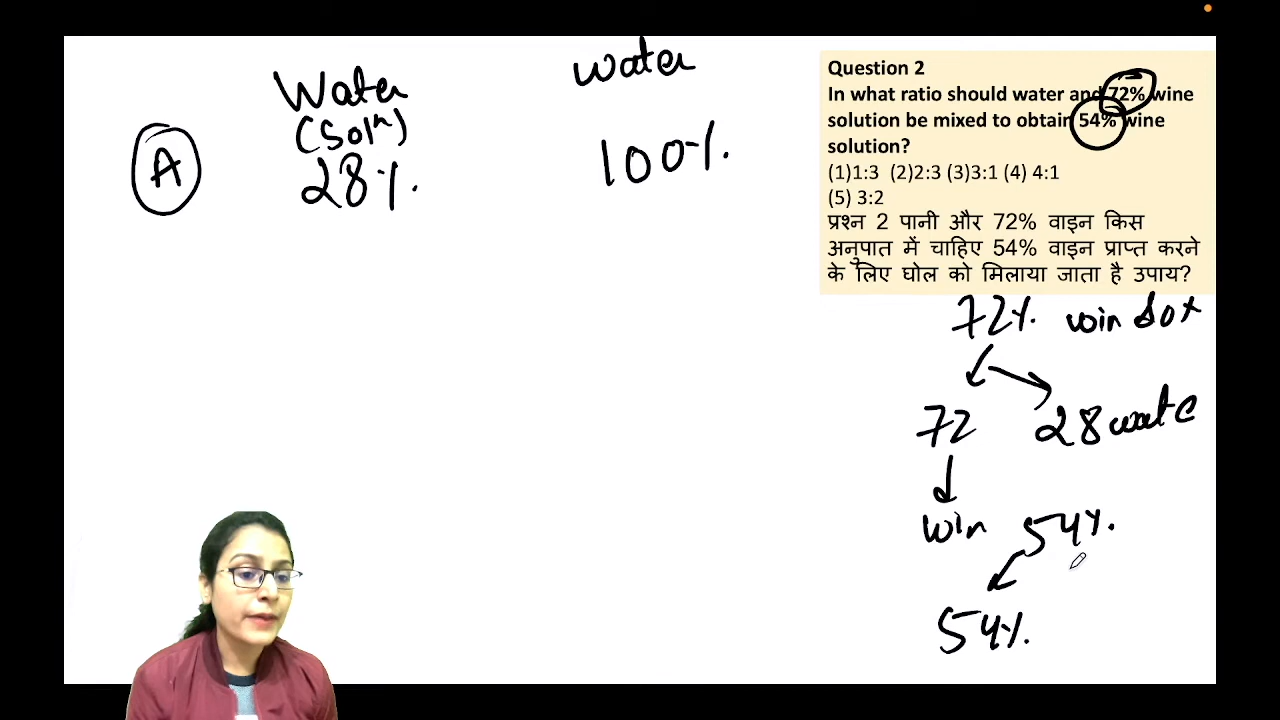 Water
(Solⁿ)
28%.
water
100%.
A
Question 2
In what ratio should water and 72% wine
solution be mixed to obtain 54% wine
solution?
(1)1:3 (2)2:3 (3)3:1 (4) 4:1
(5) 3:2
प्रश्न 2 पानी और 72% वाइन किस
अनुपात में चाहिए 54% वाइन प्राप्त करने
के लिए घोल को मिलाया जाता है उपाय?
72%. win
72
28 wate
win 54%.
54%.